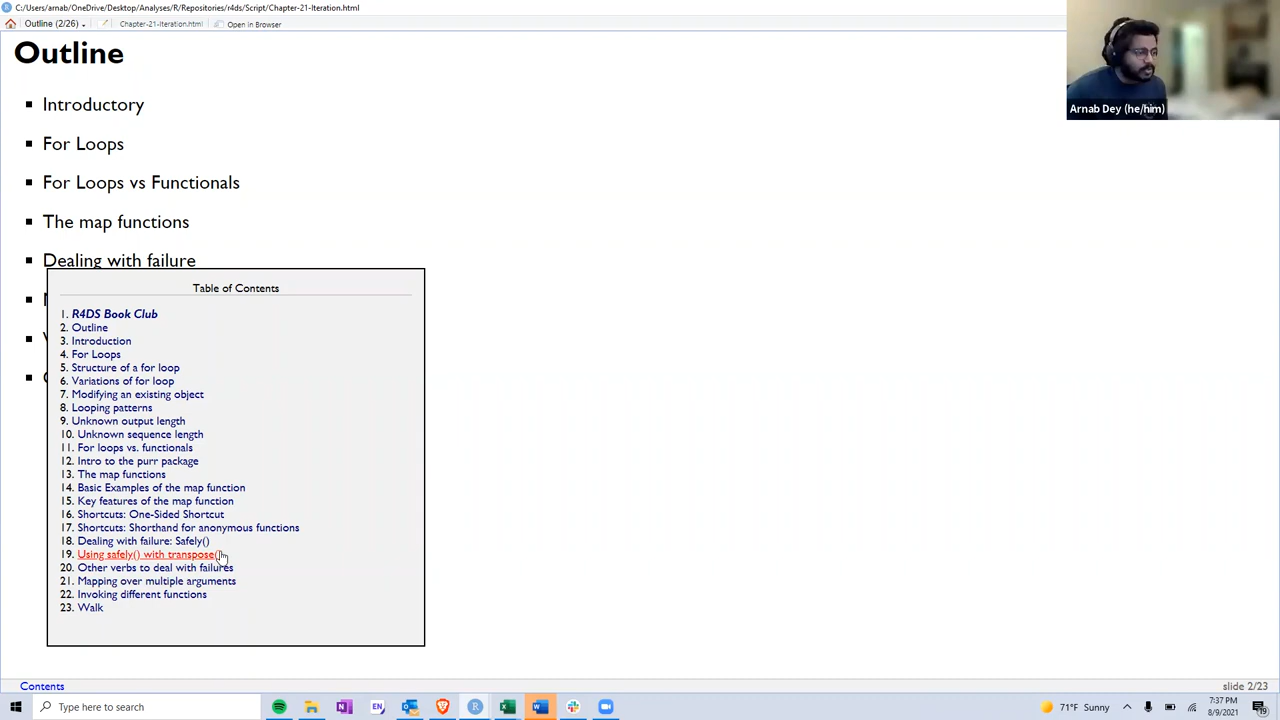 C:/Users/arnab/OneDrive/Desktop/Analyses/R/Repositories/r4ds/Script/Chapter-21-Iteration.html
Outline (2/26)
Chapter-21-Iteration.html
Open in Browser
Outline
Introductory
For Loops
For Loops vs Functionals
The map functions
Dealing with failure
Arnab Dey (he/him)
Table of Contents
1. R4DS Book Club
2. Outline
3. Introduction
4. For Loops
5. Structure of a for loop
6. Variations of for loop
7. Modifying an existing object
8. Looping patterns
9. Unknown output length
10. Unknown sequence length
11. For loops vs. functionals
12. Intro to the purr package
13. The map functions
14. Basic Examples of the map function
15. Key features of the map function
16. Shortcuts: One-Sided Shortcut
17. Shortcuts: Shorthand for anonymous functions
18. Dealing with failure: Safely()
19. Using safely() with transpose()
20. Other verbs to deal with failures
21. Mapping over multiple arguments
22. Invoking different functions
23. Walk
Contents
slide 2/23
Type here to search
EN
71°F Sunny
7:37 PM
8/9/2021
19